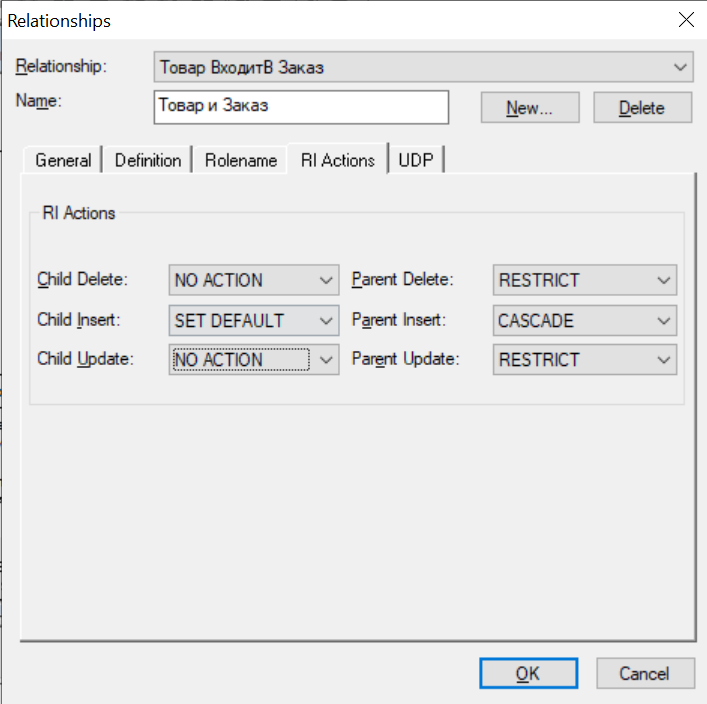 Relationships
Relationship: Товар ВходитВ Заказ
Name: Товар и Заказ New... Delete
General Definition Rolename RI Actions UDP
RI Actions
Child Delete: NO ACTION Parent Delete: RESTRICT
Child Insert: SET DEFAULT Parent Insert: CASCADE
Child Update: NO ACTION Parent Update: RESTRICT
OK Cancel